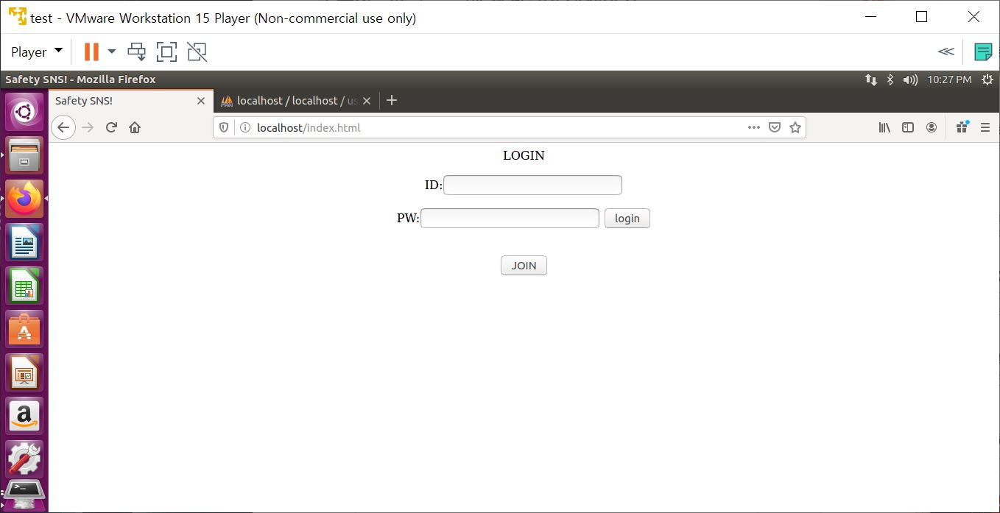 test - VMware Workstation 15 Player (Non-commercial use only)
Player
Safety SNS! - Mozilla Firefox
10:27 PM
Safety SNS!
localhost / localhost / us
localhost/index.html
LOGIN
ID:
PW:
login
JOIN